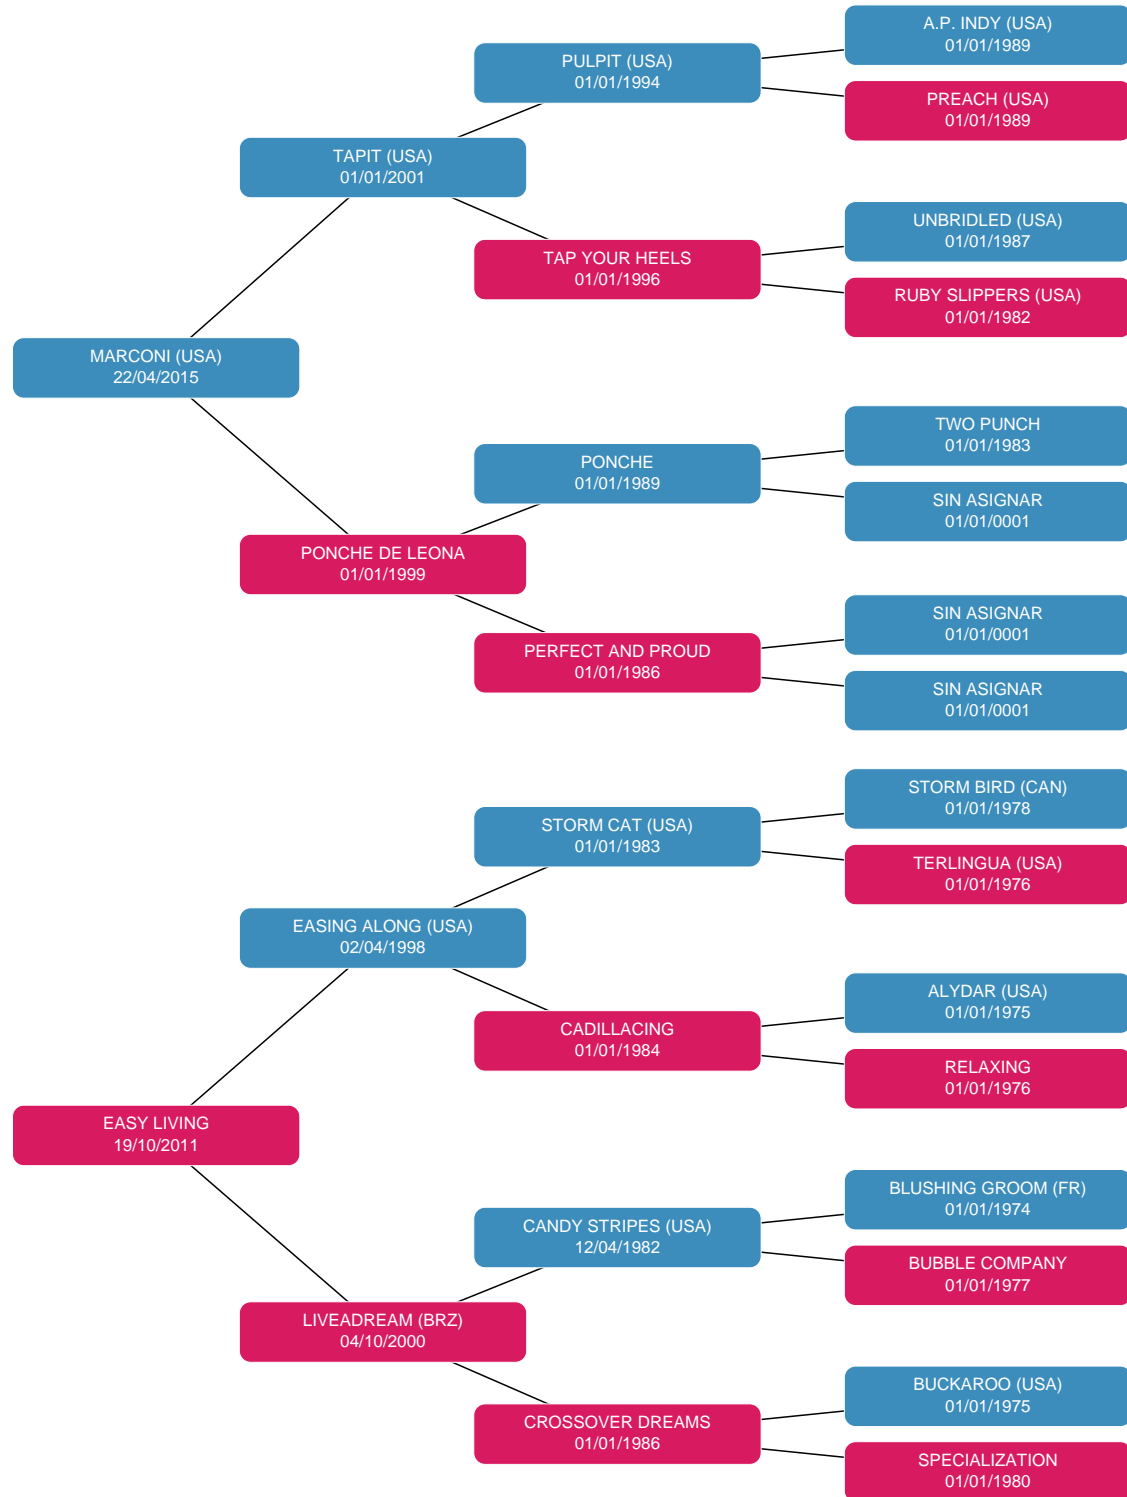 A.P. INDY (USA)
01/01/1989
PULPIT (USA)
01/01/1994
PREACH (USA)
01/01/1989
TAPIT (USA)
01/01/2001
UNBRIDLED (USA)
01/01/1987
TAP YOUR HEELS
01/01/1996
RUBY SLIPPERS (USA)
01/01/1982
MARCONI (USA)
22/04/2015
TWO PUNCH
01/01/1983
PONCHE
01/01/1989
SIN ASIGNAR
01/01/0001
PONCHE DE LEONA
01/01/1999
SIN ASIGNAR
01/01/0001
PERFECT AND PROUD
01/01/1986
SIN ASIGNAR
01/01/0001
STORM BIRD (CAN)
01/01/1978
STORM CAT (USA)
01/01/1983
TERLINGUA (USA)
01/01/1976
EASING ALONG (USA)
02/04/1998
ALYDAR (USA)
01/01/1975
CADILLACING
01/01/1984
RELAXING
01/01/1976
EASY LIVING
19/10/2011
BLUSHING GROOM (FR)
01/01/1974
CANDY STRIPES (USA)
12/04/1982
BUBBLE COMPANY
01/01/1977
LIVEADREAM (BRZ)
04/10/2000
BUCKAROO (USA)
01/01/1975
CROSSOVER DREAMS
01/01/1986
SPECIALIZATION
01/01/1980